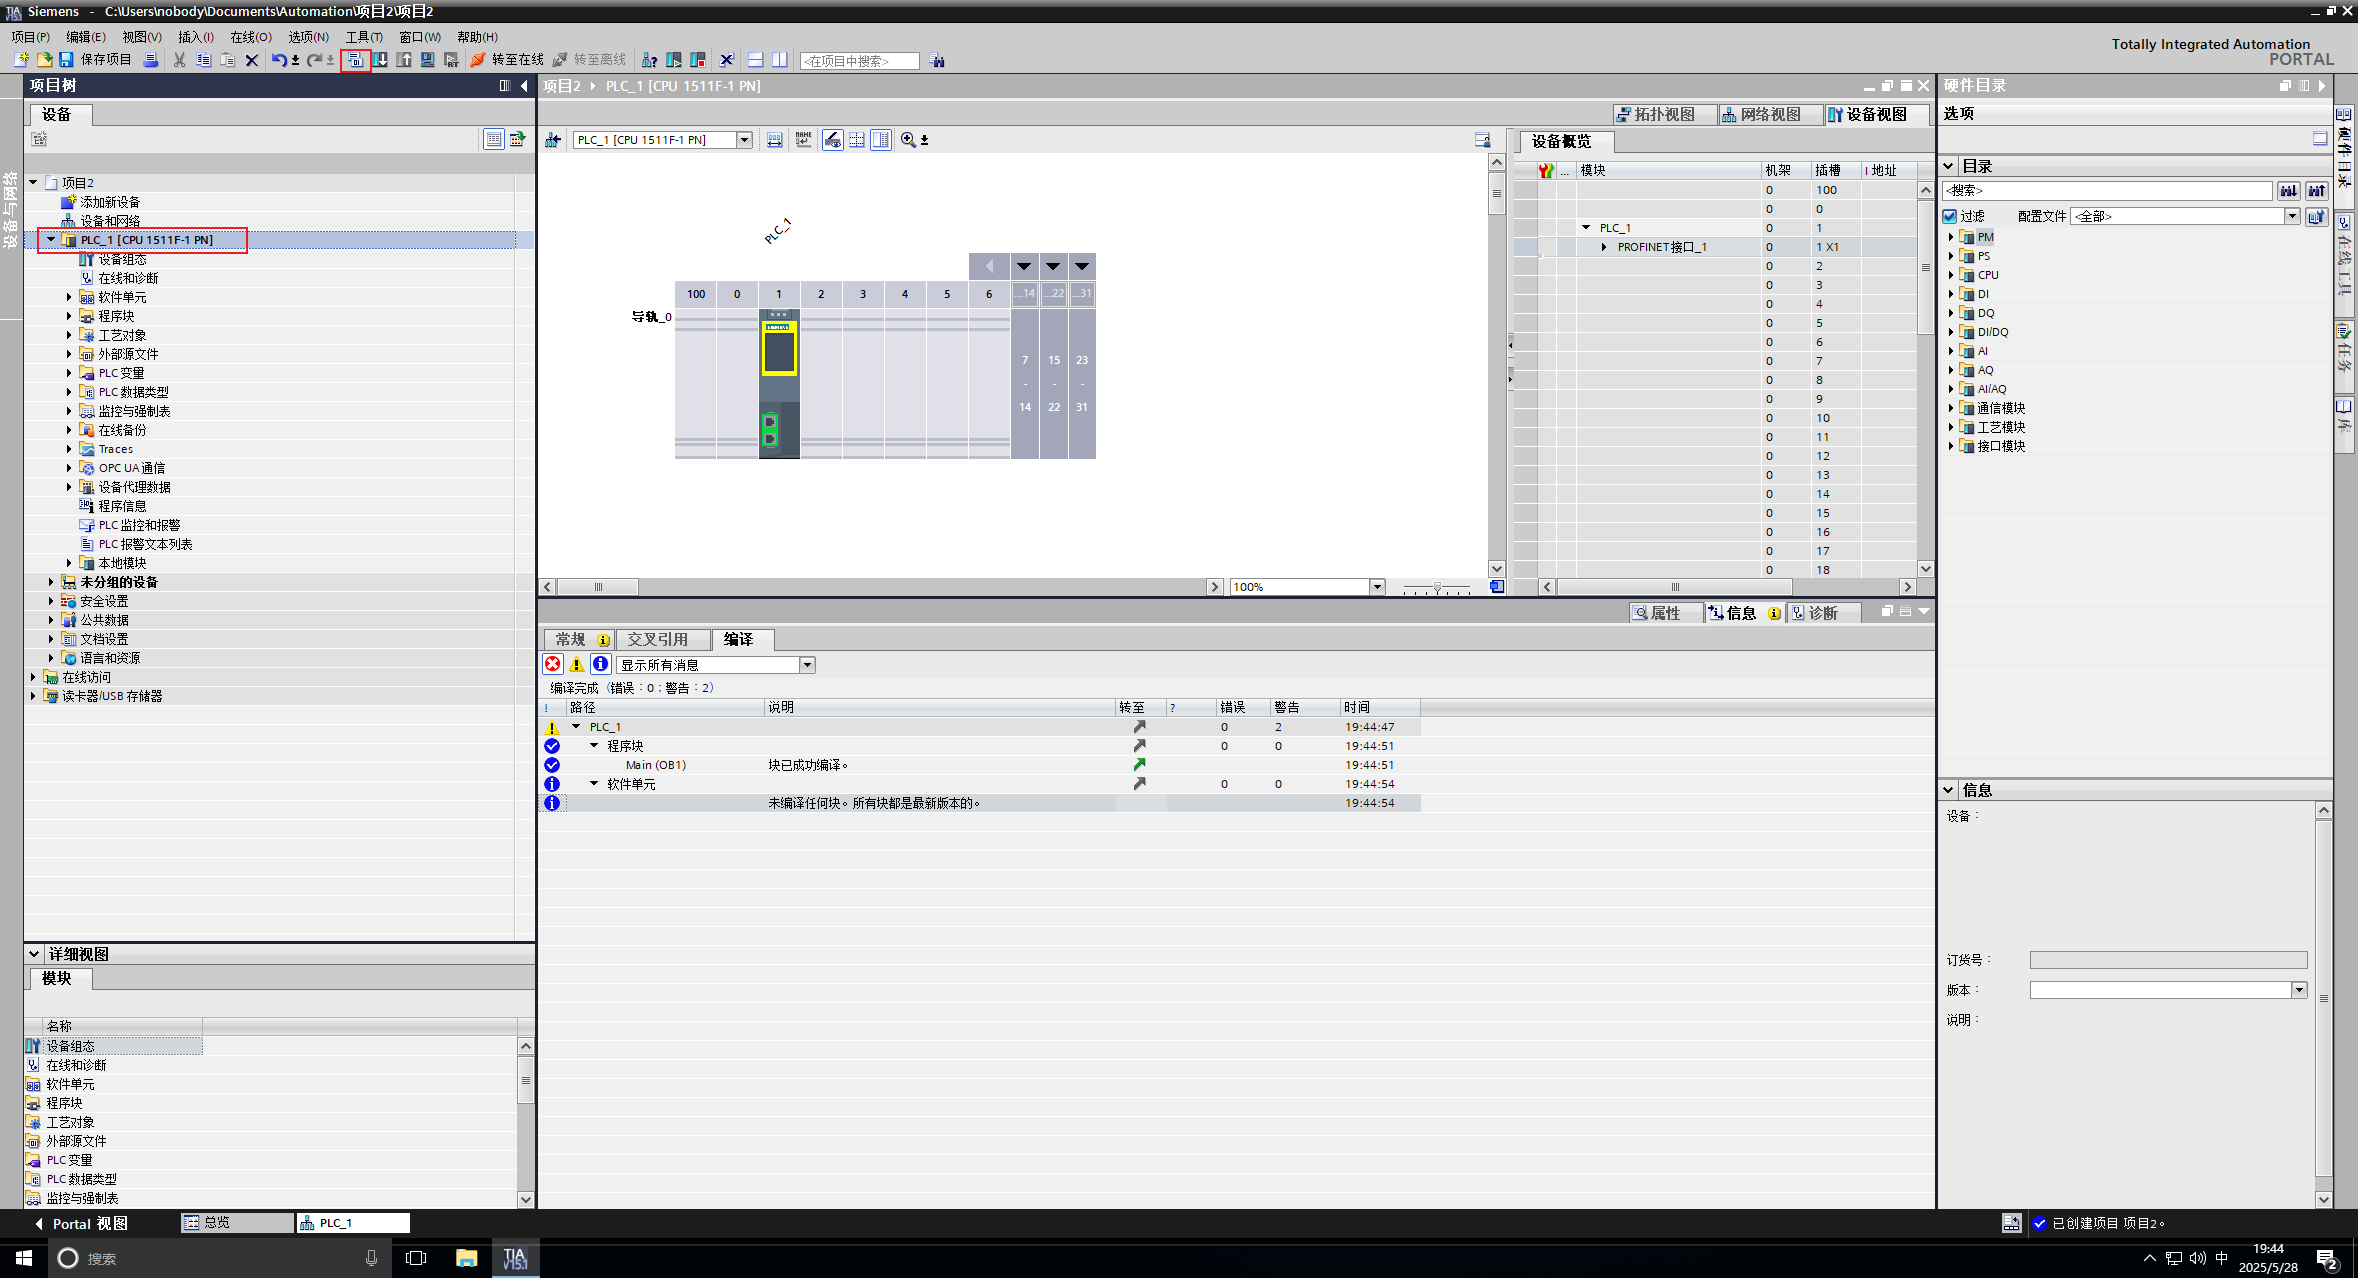 Siemens - C:\Users\nobody\Documents\Automation\项目2\项目2
项目(P) 编辑(E) 视图(V) 插入(I) 在线(O) 选项(N) 工具(T) 窗口(W) 帮助(H)
保存项目 转至在线 转至离线 <在项目中搜索>
Totally Integrated Automation
PORTAL
项目树
设备
设备与网络
项目2
添加新设备
设备和网络
PLC_1 [CPU 1511F-1 PN]
设备组态
在线和诊断
软件单元
程序块
工艺对象
外部源文件
PLC 变量
PLC 数据类型
监控与强制表
在线备份
Traces
OPC UA 通信
设备代理数据
程序信息
PLC 监控和报警
PLC 报警文本列表
本地模块
未分组的设备
安全设置
公共数据
文档设置
语言和资源
在线访问
读卡器/USB 存储器
详细视图
模块
名称
设备组态
在线和诊断
软件单元
程序块
工艺对象
外部源文件
PLC 变量
PLC 数据类型
监控与强制表
项目2 PLC_1 [CPU 1511F-1 PN]
拓扑视图 网络视图 设备视图
PLC_1 [CPU 1511F-1 PN]
PLC_1
100 0 1 2 3 4 5 6 ...14 ...22 ...31
导轨_0
SIEMENS
7 15 23
- - -
14 22 31
100%
设备概览
... 模块 机架 插槽 I 地址
0 100
0 0
PLC_1 0 1
PROFINET接口_1 0 1 X1
0 2
0 3
0 4
0 5
0 6
0 7
0 8
0 9
0 10
0 11
0 12
0 13
0 14
0 15
0 16
0 17
0 18
属性 信息 诊断
常规 交叉引用 编译
显示所有消息
编译完成（错误：0；警告：2）
! 路径 说明 转至 ? 错误 警告 时间
PLC_1 0 2 19:44:47
程序块 0 0 19:44:51
Main (OB1) 块已成功编译。 19:44:51
软件单元 0 0 19:44:54
未编译任何块。所有块都是最新版本的。 19:44:54
硬件目录
选项
目录
<搜索>
过滤 配置文件 <全部>
PM
PS
CPU
DI
DQ
DI/DQ
AI
AQ
AI/AQ
通信模块
工艺模块
接口模块
信息
设备：
订货号：
版本：
说明：
硬件目录
在线工具
任务
库
Portal 视图 总览 PLC_1 已创建项目 项目2。
搜索 TIA V15.1 中 19:44
2025/5/28
2